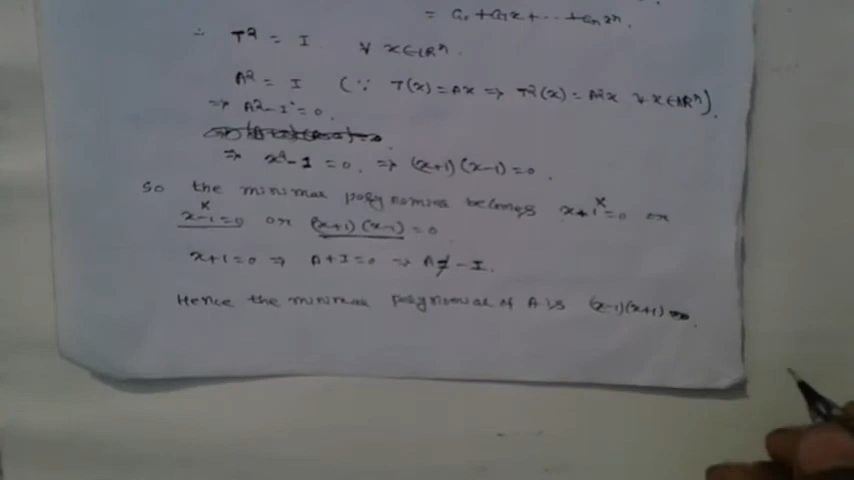 = a₀ + a₁x + ... + aₙxⁿ.
∴ T² = I ∀ x∈ℝⁿ.
A² = I (∵ T(x) = Ax ⇒ T²(x) = A²x ∀ x∈ℝⁿ).
⇒ A² - I = 0.
⇒ x² - 1 = 0. ⇒ (x+1)(x-1) = 0.
So the minimal polynomial becomes x+1 = 0 or
x-1 = 0 or (x+1)(x-1) = 0
x+1 = 0 ⇒ A+I = 0 ⇒ A ≠ -I.
Hence the minimal polynomial of A is (x-1)(x+1)